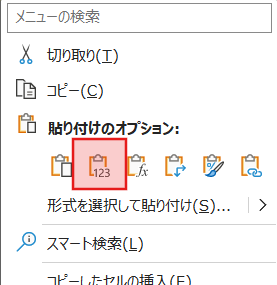 メニューの検索
切り取り(T)
コピー(C)
貼り付けのオプション:
123 fx
形式を選択して貼り付け(S)...
スマート検索(L)
コピーしたセルの挿入(E)...